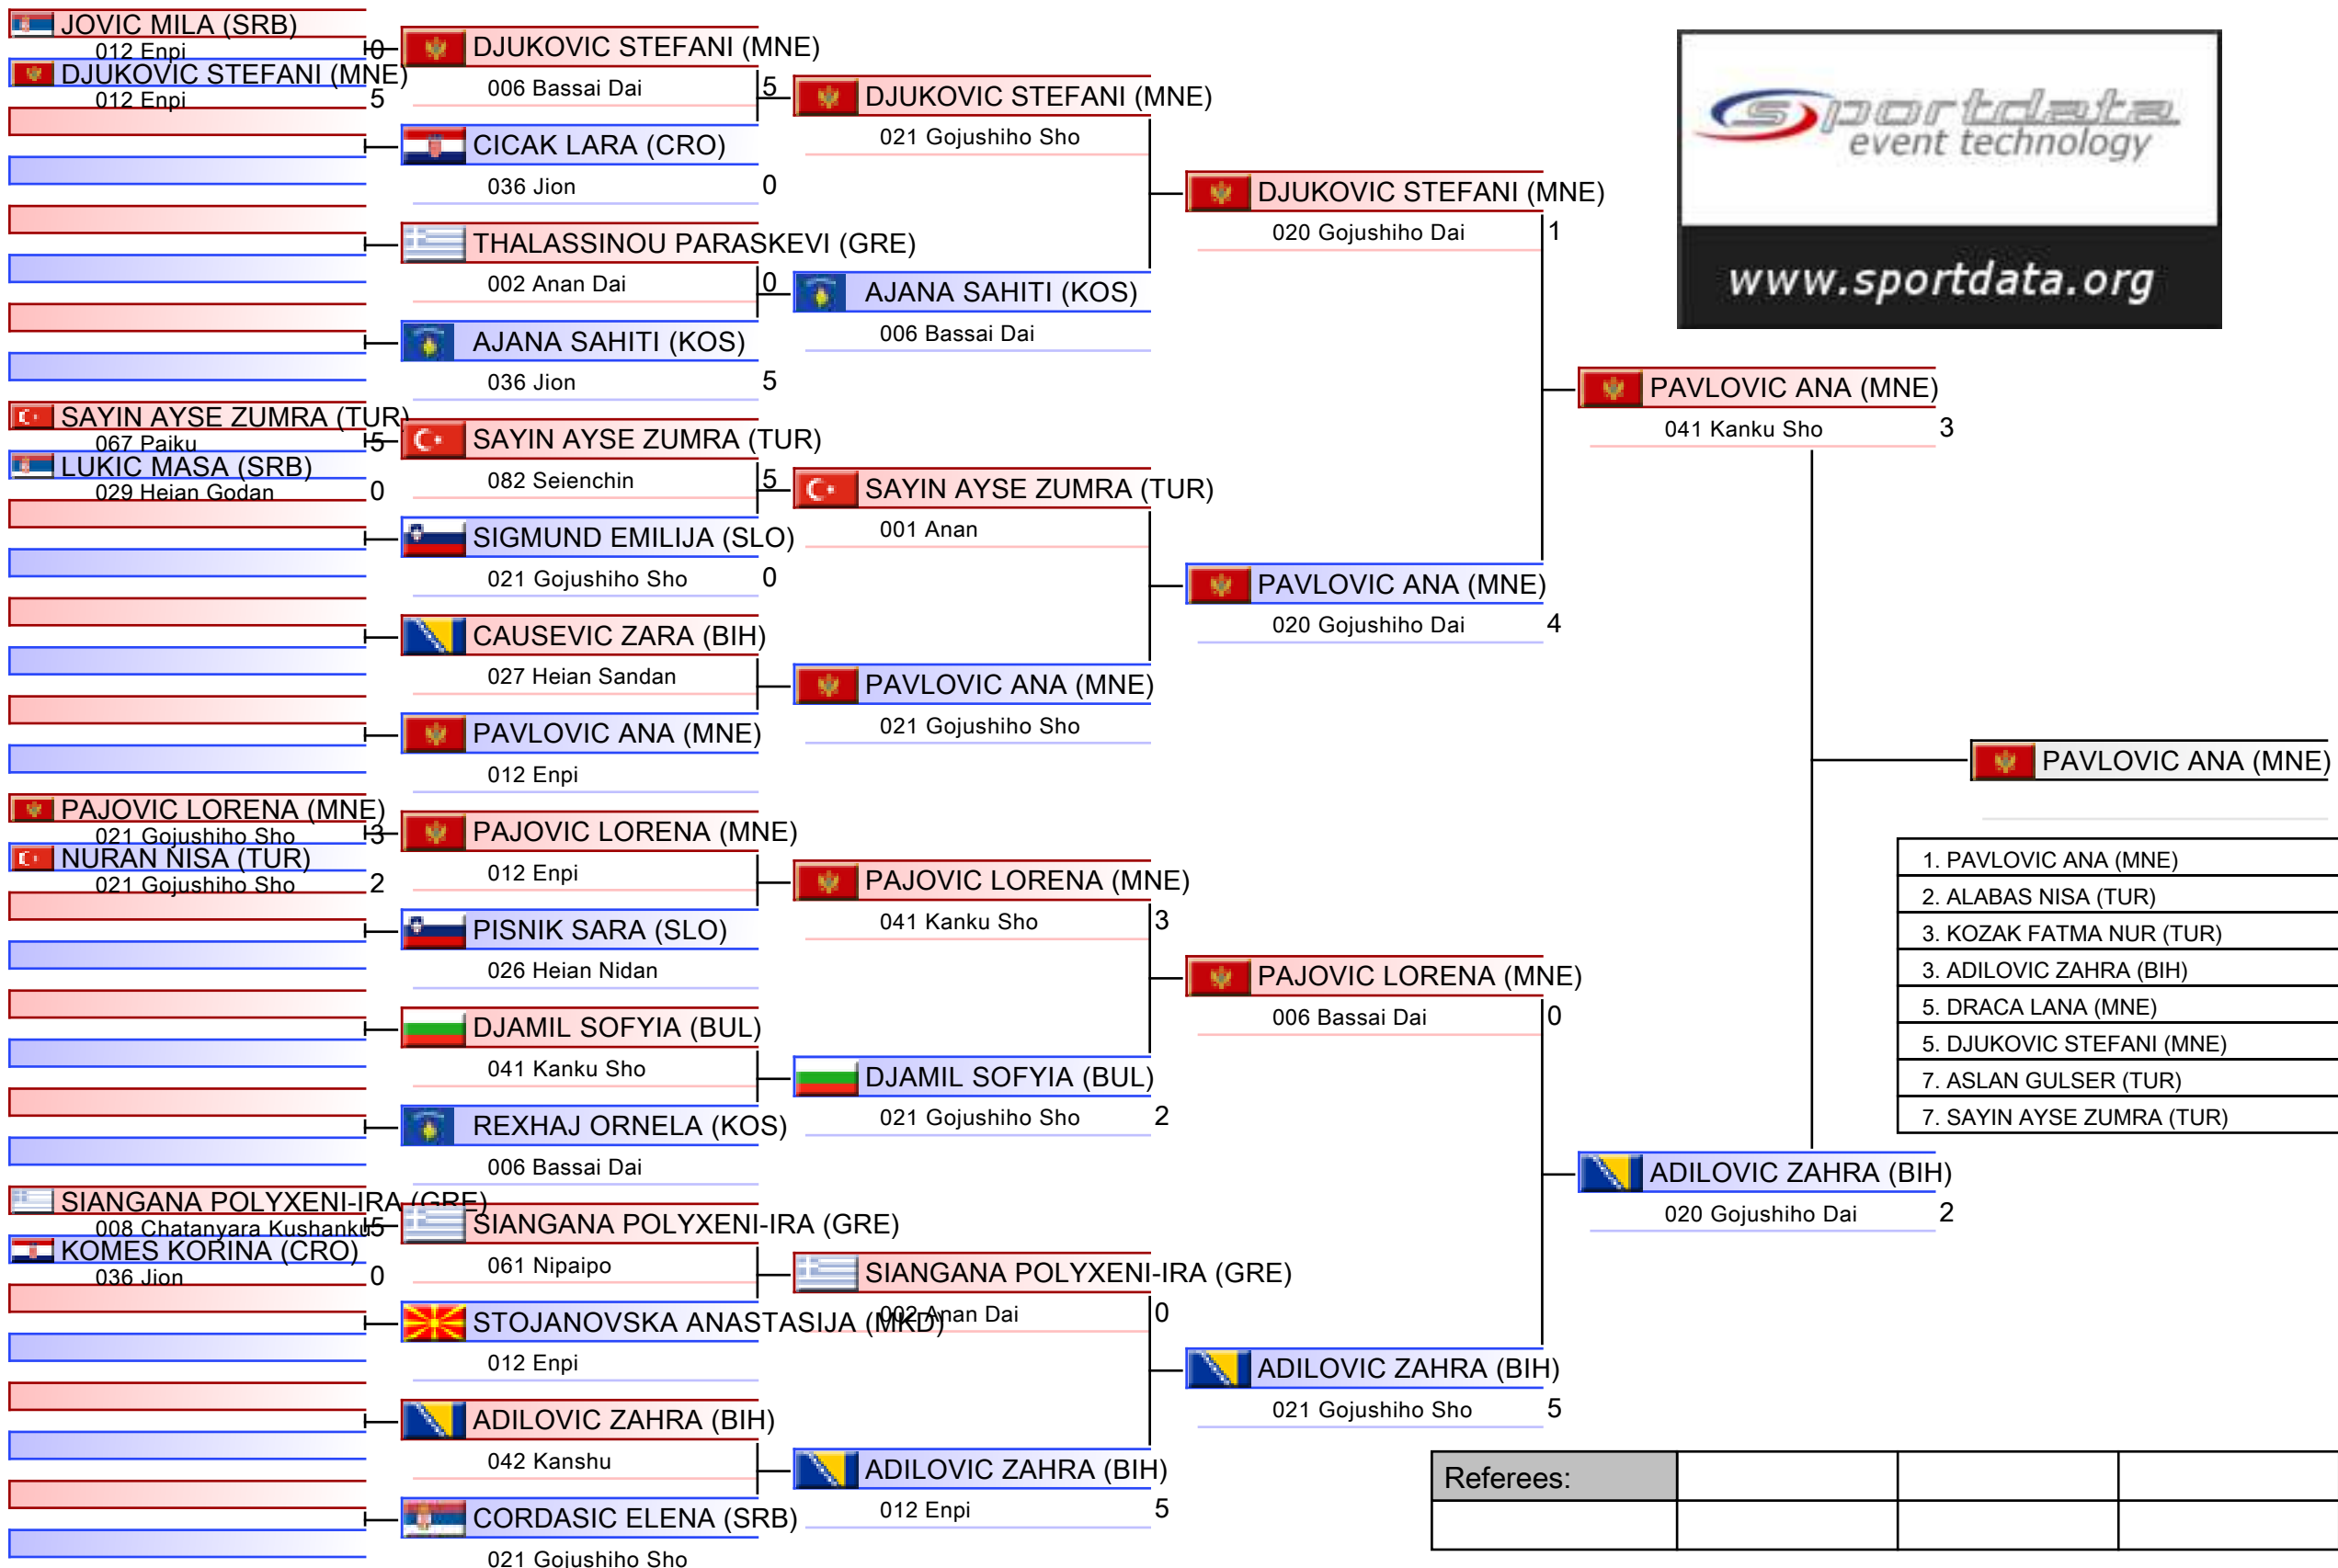 JOVIC MILA (SRB)
012 Enpi 0
DJUKOVIC STEFANI (MNE)
012 Enpi 5
SAYIN AYSE ZUMRA (TUR)
067 Paiku 5
LUKIC MASA (SRB)
029 Heian Godan 0
PAJOVIC LORENA (MNE)
021 Gojushiho Sho 3
NURAN NISA (TUR)
021 Gojushiho Sho 2
SIANGANA POLYXENI-IRA (GRE)
008 Chatanyara Kushanku 5
KOMES KORINA (CRO)
036 Jion 0
DJUKOVIC STEFANI (MNE)
006 Bassai Dai 5
CICAK LARA (CRO)
036 Jion 0
THALASSINOU PARASKEVI (GRE)
002 Anan Dai 0
AJANA SAHITI (KOS)
036 Jion 5
SAYIN AYSE ZUMRA (TUR)
082 Seienchin 5
SIGMUND EMILIJA (SLO)
021 Gojushiho Sho 0
CAUSEVIC ZARA (BIH)
027 Heian Sandan
PAVLOVIC ANA (MNE)
012 Enpi
PAJOVIC LORENA (MNE)
012 Enpi
PISNIK SARA (SLO)
026 Heian Nidan
DJAMIL SOFYIA (BUL)
041 Kanku Sho
REXHAJ ORNELA (KOS)
006 Bassai Dai
SIANGANA POLYXENI-IRA (GRE)
061 Nipaipo
STOJANOVSKA ANASTASIJA (MKD)
012 Enpi
ADILOVIC ZAHRA (BIH)
042 Kanshu
CORDASIC ELENA (SRB)
021 Gojushiho Sho
DJUKOVIC STEFANI (MNE)
021 Gojushiho Sho
AJANA SAHITI (KOS)
006 Bassai Dai
SAYIN AYSE ZUMRA (TUR)
001 Anan
PAVLOVIC ANA (MNE)
021 Gojushiho Sho
PAJOVIC LORENA (MNE)
041 Kanku Sho 3
DJAMIL SOFYIA (BUL)
021 Gojushiho Sho 2
SIANGANA POLYXENI-IRA (GRE)
002 Anan Dai 0
ADILOVIC ZAHRA (BIH)
012 Enpi 5
DJUKOVIC STEFANI (MNE)
020 Gojushiho Dai 1
PAVLOVIC ANA (MNE)
020 Gojushiho Dai 4
PAJOVIC LORENA (MNE)
006 Bassai Dai 0
ADILOVIC ZAHRA (BIH)
021 Gojushiho Sho 5
PAVLOVIC ANA (MNE)
041 Kanku Sho 3
ADILOVIC ZAHRA (BIH)
020 Gojushiho Dai 2
PAVLOVIC ANA (MNE)
sportdata
event technology
www.sportdata.org
1. PAVLOVIC ANA (MNE)
2. ALABAS NISA (TUR)
3. KOZAK FATMA NUR (TUR)
3. ADILOVIC ZAHRA (BIH)
5. DRACA LANA (MNE)
5. DJUKOVIC STEFANI (MNE)
7. ASLAN GULSER (TUR)
7. SAYIN AYSE ZUMRA (TUR)
Referees: